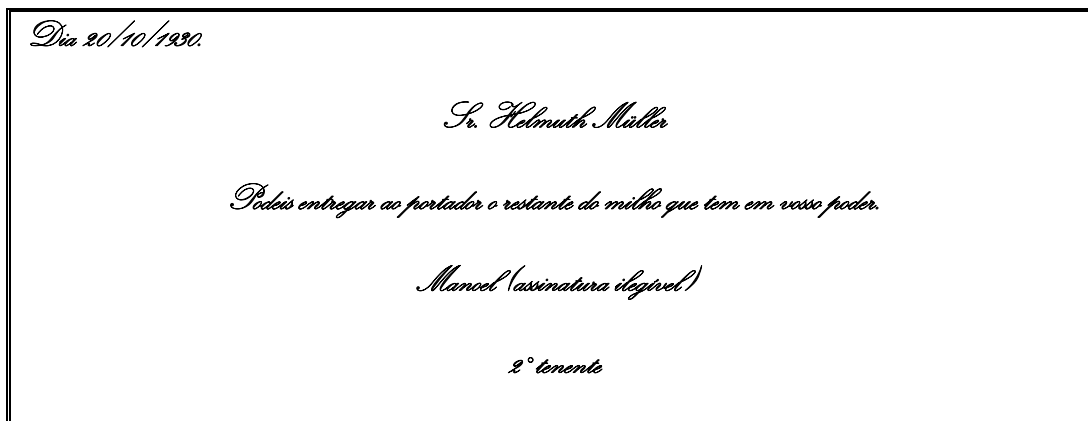 Dia 20/10/1930.
Sr. Helmuth Müller
Podeis entregar ao portador o restante do milho que tem em vosso poder.
Manoel (assinatura ilegível)
2° tenente